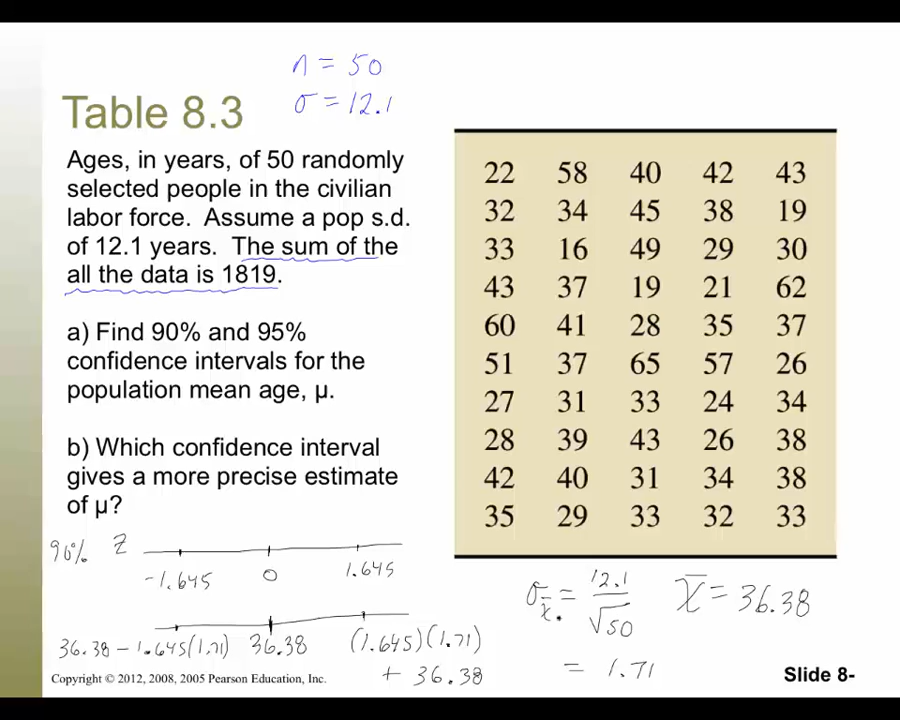 n = 50
σ = 12.1
Table 8.3
Ages, in years, of 50 randomly
selected people in the civilian
labor force. Assume a pop s.d.
of 12.1 years. The sum of the
all the data is 1819.
a) Find 90% and 95%
confidence intervals for the
population mean age, μ.
b) Which confidence interval
gives a more precise estimate
of μ?
22 58 40 42 43
32 34 45 38 19
33 16 49 29 30
43 37 19 21 62
60 41 28 35 37
51 37 65 57 26
27 31 33 24 34
28 39 43 26 38
42 40 31 34 38
35 29 33 32 33
90% Z
-1.645 0 1.645
36.38 - 1.645(1.71) 36.38 (1.645)(1.71)
+ 36.38
σx̄. = 12.1 / √50
= 1.71
x̄ = 36.38
Copyright © 2012, 2008, 2005 Pearson Education, Inc.
Slide 8-